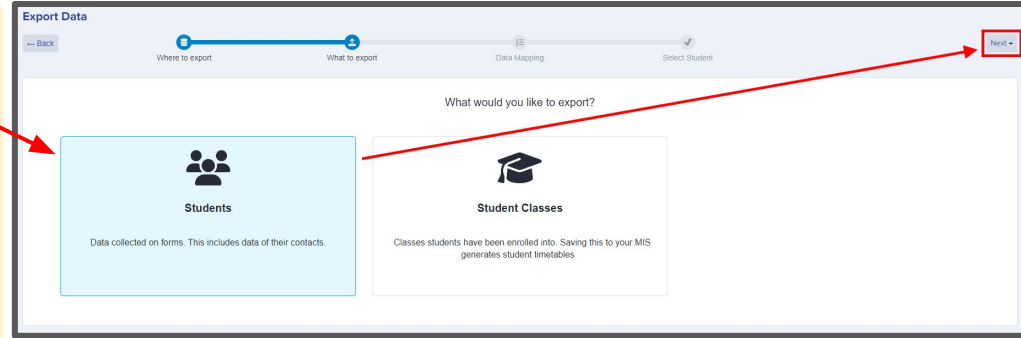 Export Data
← Back
Where to export
What to export
Data Mapping
Select Student
Next →
What would you like to export?
Students
Data collected on forms. This includes data of their contacts.
Student Classes
Classes students have been enrolled into. Saving this to your MIS
generates student timetables